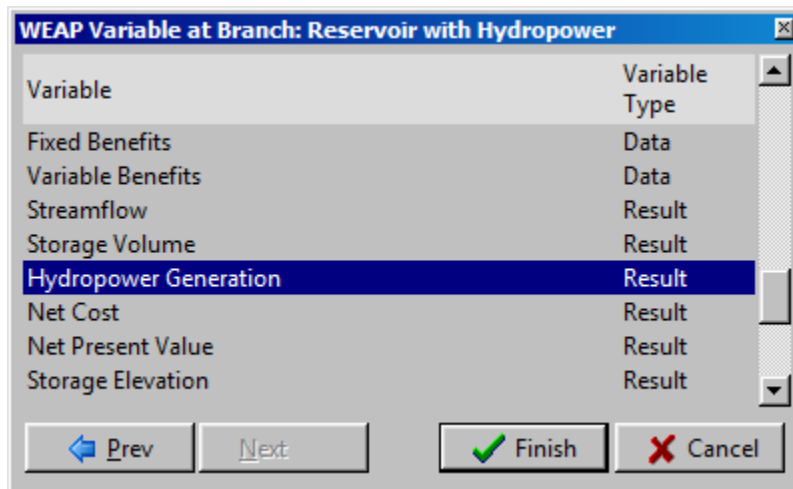 WEAP Variable at Branch: Reservoir with Hydropower
Variable Variable
Type
Fixed Benefits Data
Variable Benefits Data
Streamflow Result
Storage Volume Result
Hydropower Generation Result
Net Cost Result
Net Present Value Result
Storage Elevation Result
Prev Next Finish Cancel